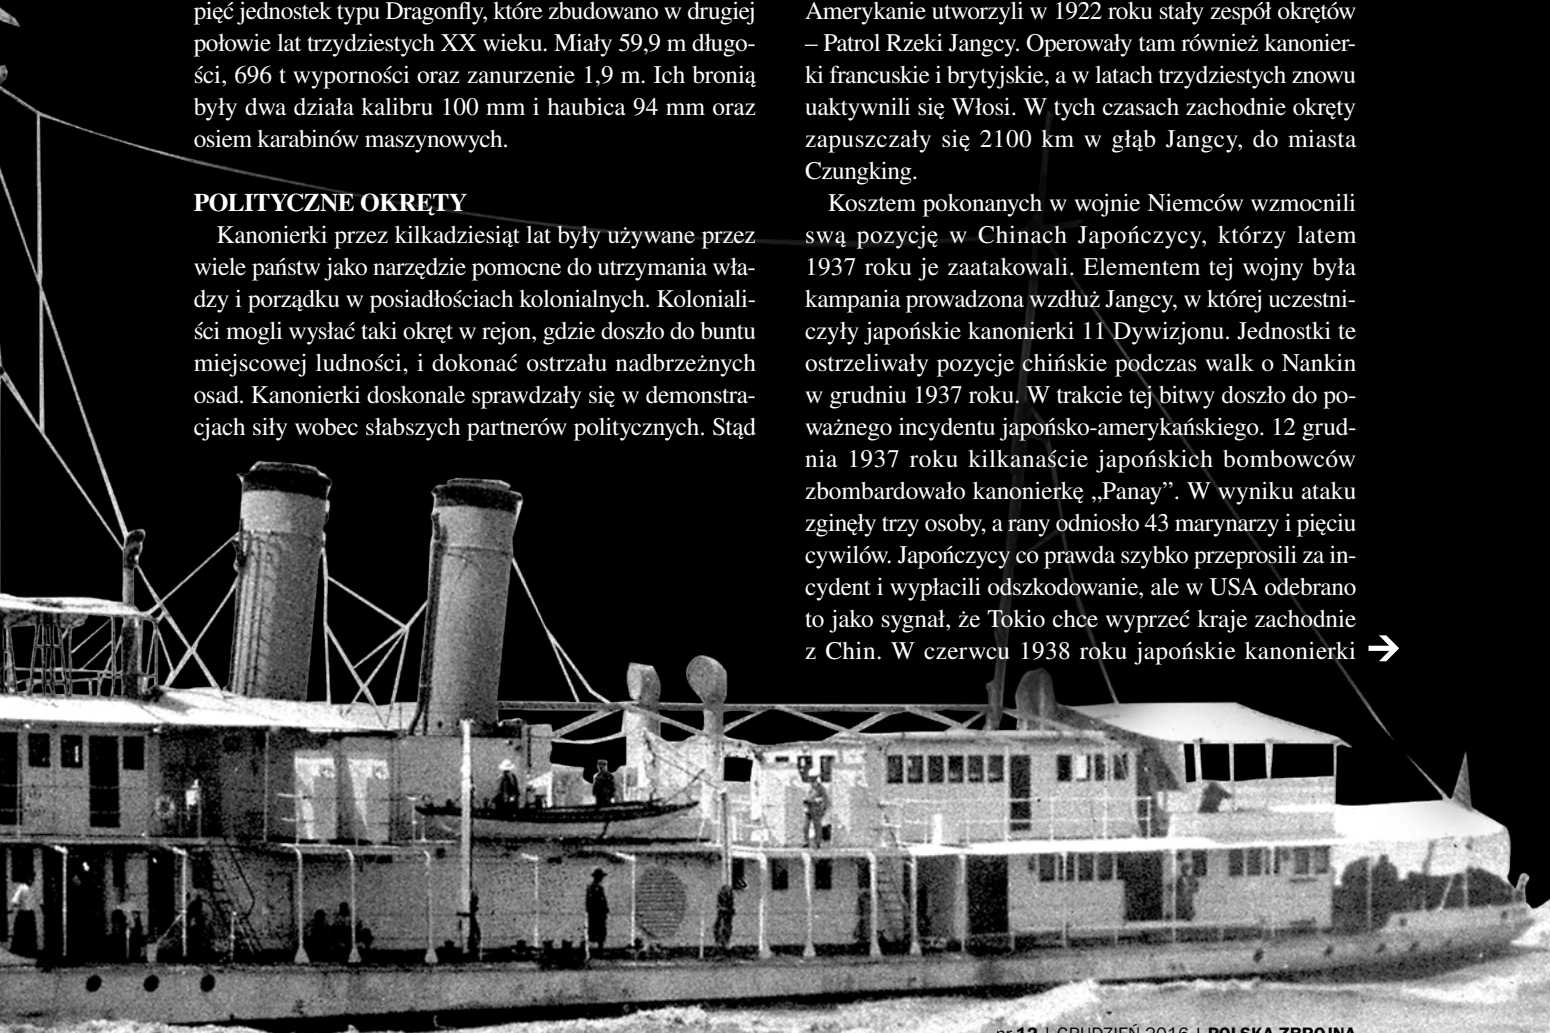 pięć jednostek typu Dragonfly, które zbudowano w drugiej
połowie lat trzydziestych XX wieku. Miały 59,9 m długo-
ści, 696 t wyporności oraz zanurzenie 1,9 m. Ich bronią
były dwa działa kalibru 100 mm i haubica 94 mm oraz
osiem karabinów maszynowych.
POLITYCZNE OKRĘTY
Kanonierki przez kilkadziesiąt lat były używane przez
wiele państw jako narzędzie pomocne do utrzymania wła-
dzy i porządku w posiadłościach kolonialnych. Koloniali-
ści mogli wysłać taki okręt w rejon, gdzie doszło do buntu
miejscowej ludności, i dokonać ostrzału nadbrzeżnych
osad. Kanonierki doskonale sprawdzały się w demonstra-
cjach siły wobec słabszych partnerów politycznych. Stąd
Amerykanie utworzyli w 1922 roku stały zespół okrętów
– Patrol Rzeki Jangcy. Operowały tam również kanonier-
ki francuskie i brytyjskie, a w latach trzydziestych znowu
uaktywnili się Włosi. W tych czasach zachodnie okręty
zapuszczały się 2100 km w głąb Jangcy, do miasta
Czungking.
Kosztem pokonanych w wojnie Niemców wzmocnili
swą pozycję w Chinach Japończycy, którzy latem
1937 roku je zaatakowali. Elementem tej wojny była
kampania prowadzona wzdłuż Jangcy, w której uczestni-
czyły japońskie kanonierki 11 Dywizjonu. Jednostki te
ostrzeliwały pozycje chińskie podczas walk o Nankin
w grudniu 1937 roku. W trakcie tej bitwy doszło do po-
ważnego incydentu japońsko-amerykańskiego. 12 grud-
nia 1937 roku kilkanaście japońskich bombowców
zbombardowało kanonierkę „Panay”. W wyniku ataku
zginęły trzy osoby, a rany odniosło 43 marynarzy i pięciu
cywilów. Japończycy co prawda szybko przeprosili za in-
cydent i wypłacili odszkodowanie, ale w USA odebrano
to jako sygnał, że Tokio chce wyprzeć kraje zachodnie
z Chin. W czerwcu 1938 roku japońskie kanonierki
nr 12 | GRUDZIEŃ 2016 | POLSKA ZBROJNA